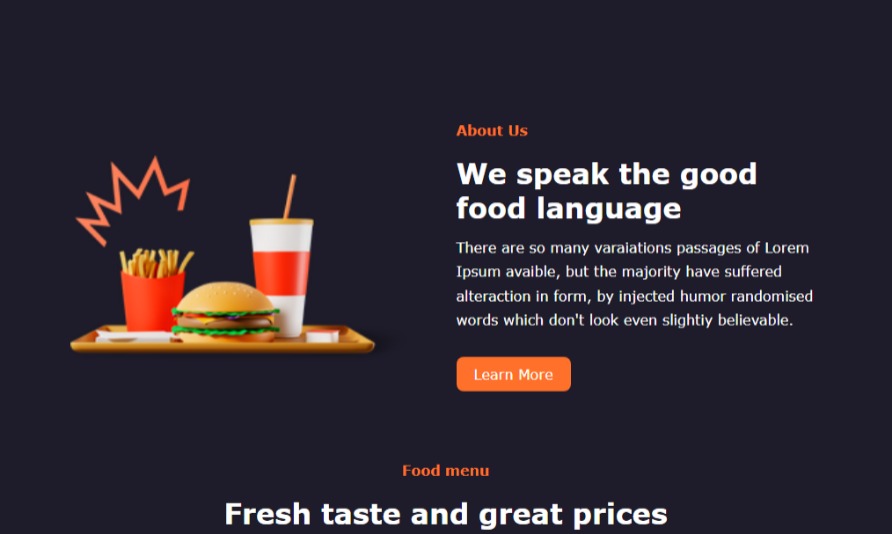 About Us
We speak the good
food language
There are so many varaiations passages of Lorem
Ipsum avaible, but the majority have suffered
alteraction in form, by injected humor randomised
words which don't look even slightiy believable.
Learn More
Food menu
Fresh taste and great prices